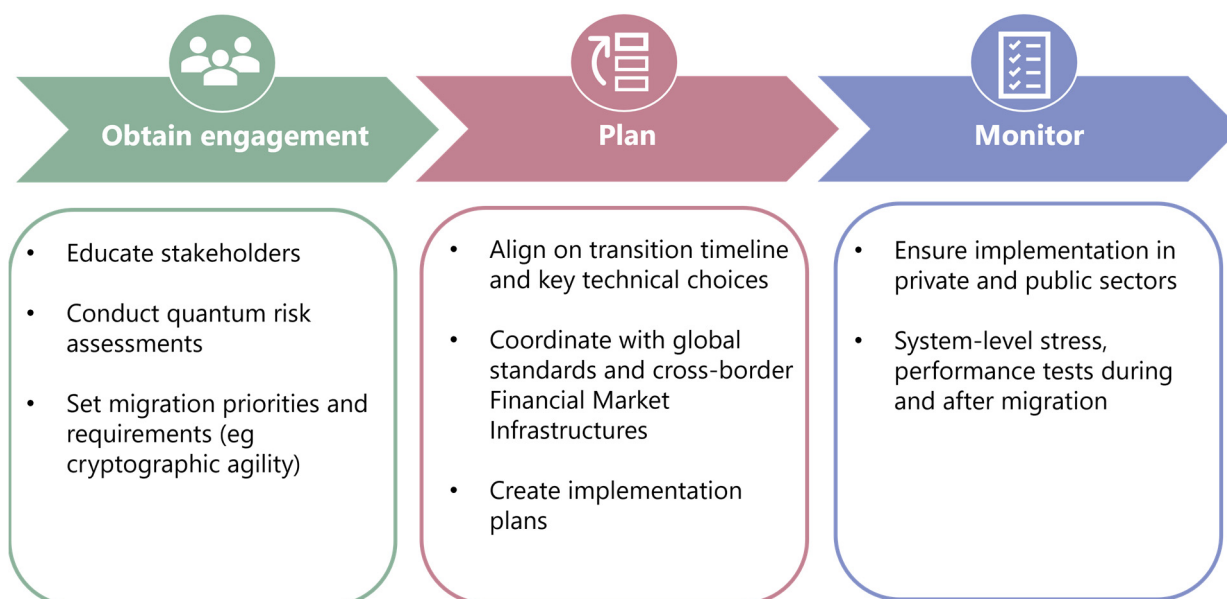 Obtain engagement
• Educate stakeholders
• Conduct quantum risk
assessments
• Set migration priorities and
requirements (eg
cryptographic agility)
Plan
• Align on transition timeline
and key technical choices
• Coordinate with global
standards and cross-border
Financial Market
Infrastructures
• Create implementation
plans
Monitor
• Ensure implementation in
private and public sectors
• System-level stress,
performance tests during
and after migration